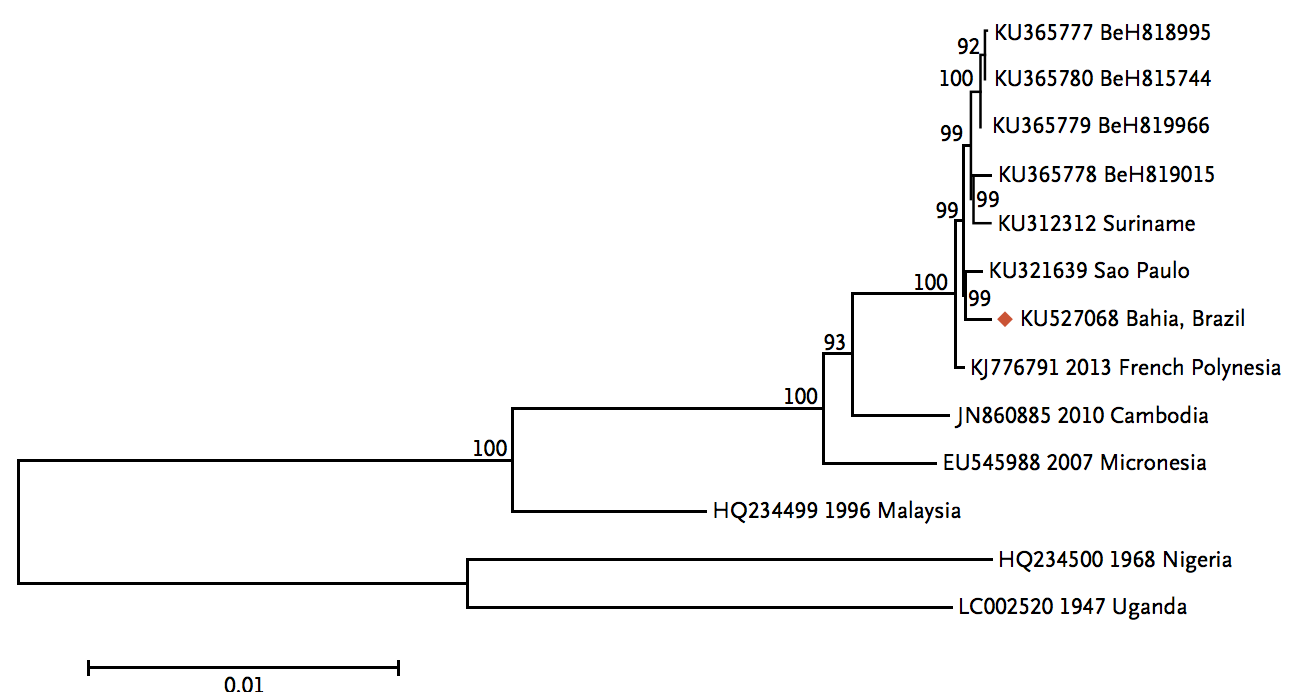 92
KU365777 BeH818995
100
KU365780 BeH815744
KU365779 BeH819966
99
KU365778 BeH819015
99
99
KU312312 Suriname
100
KU321639 Sao Paulo
99
KU527068 Bahia, Brazil
93
KJ776791 2013 French Polynesia
100
JN860885 2010 Cambodia
100
EU545988 2007 Micronesia
HQ234499 1996 Malaysia
HQ234500 1968 Nigeria
LC002520 1947 Uganda
0.01